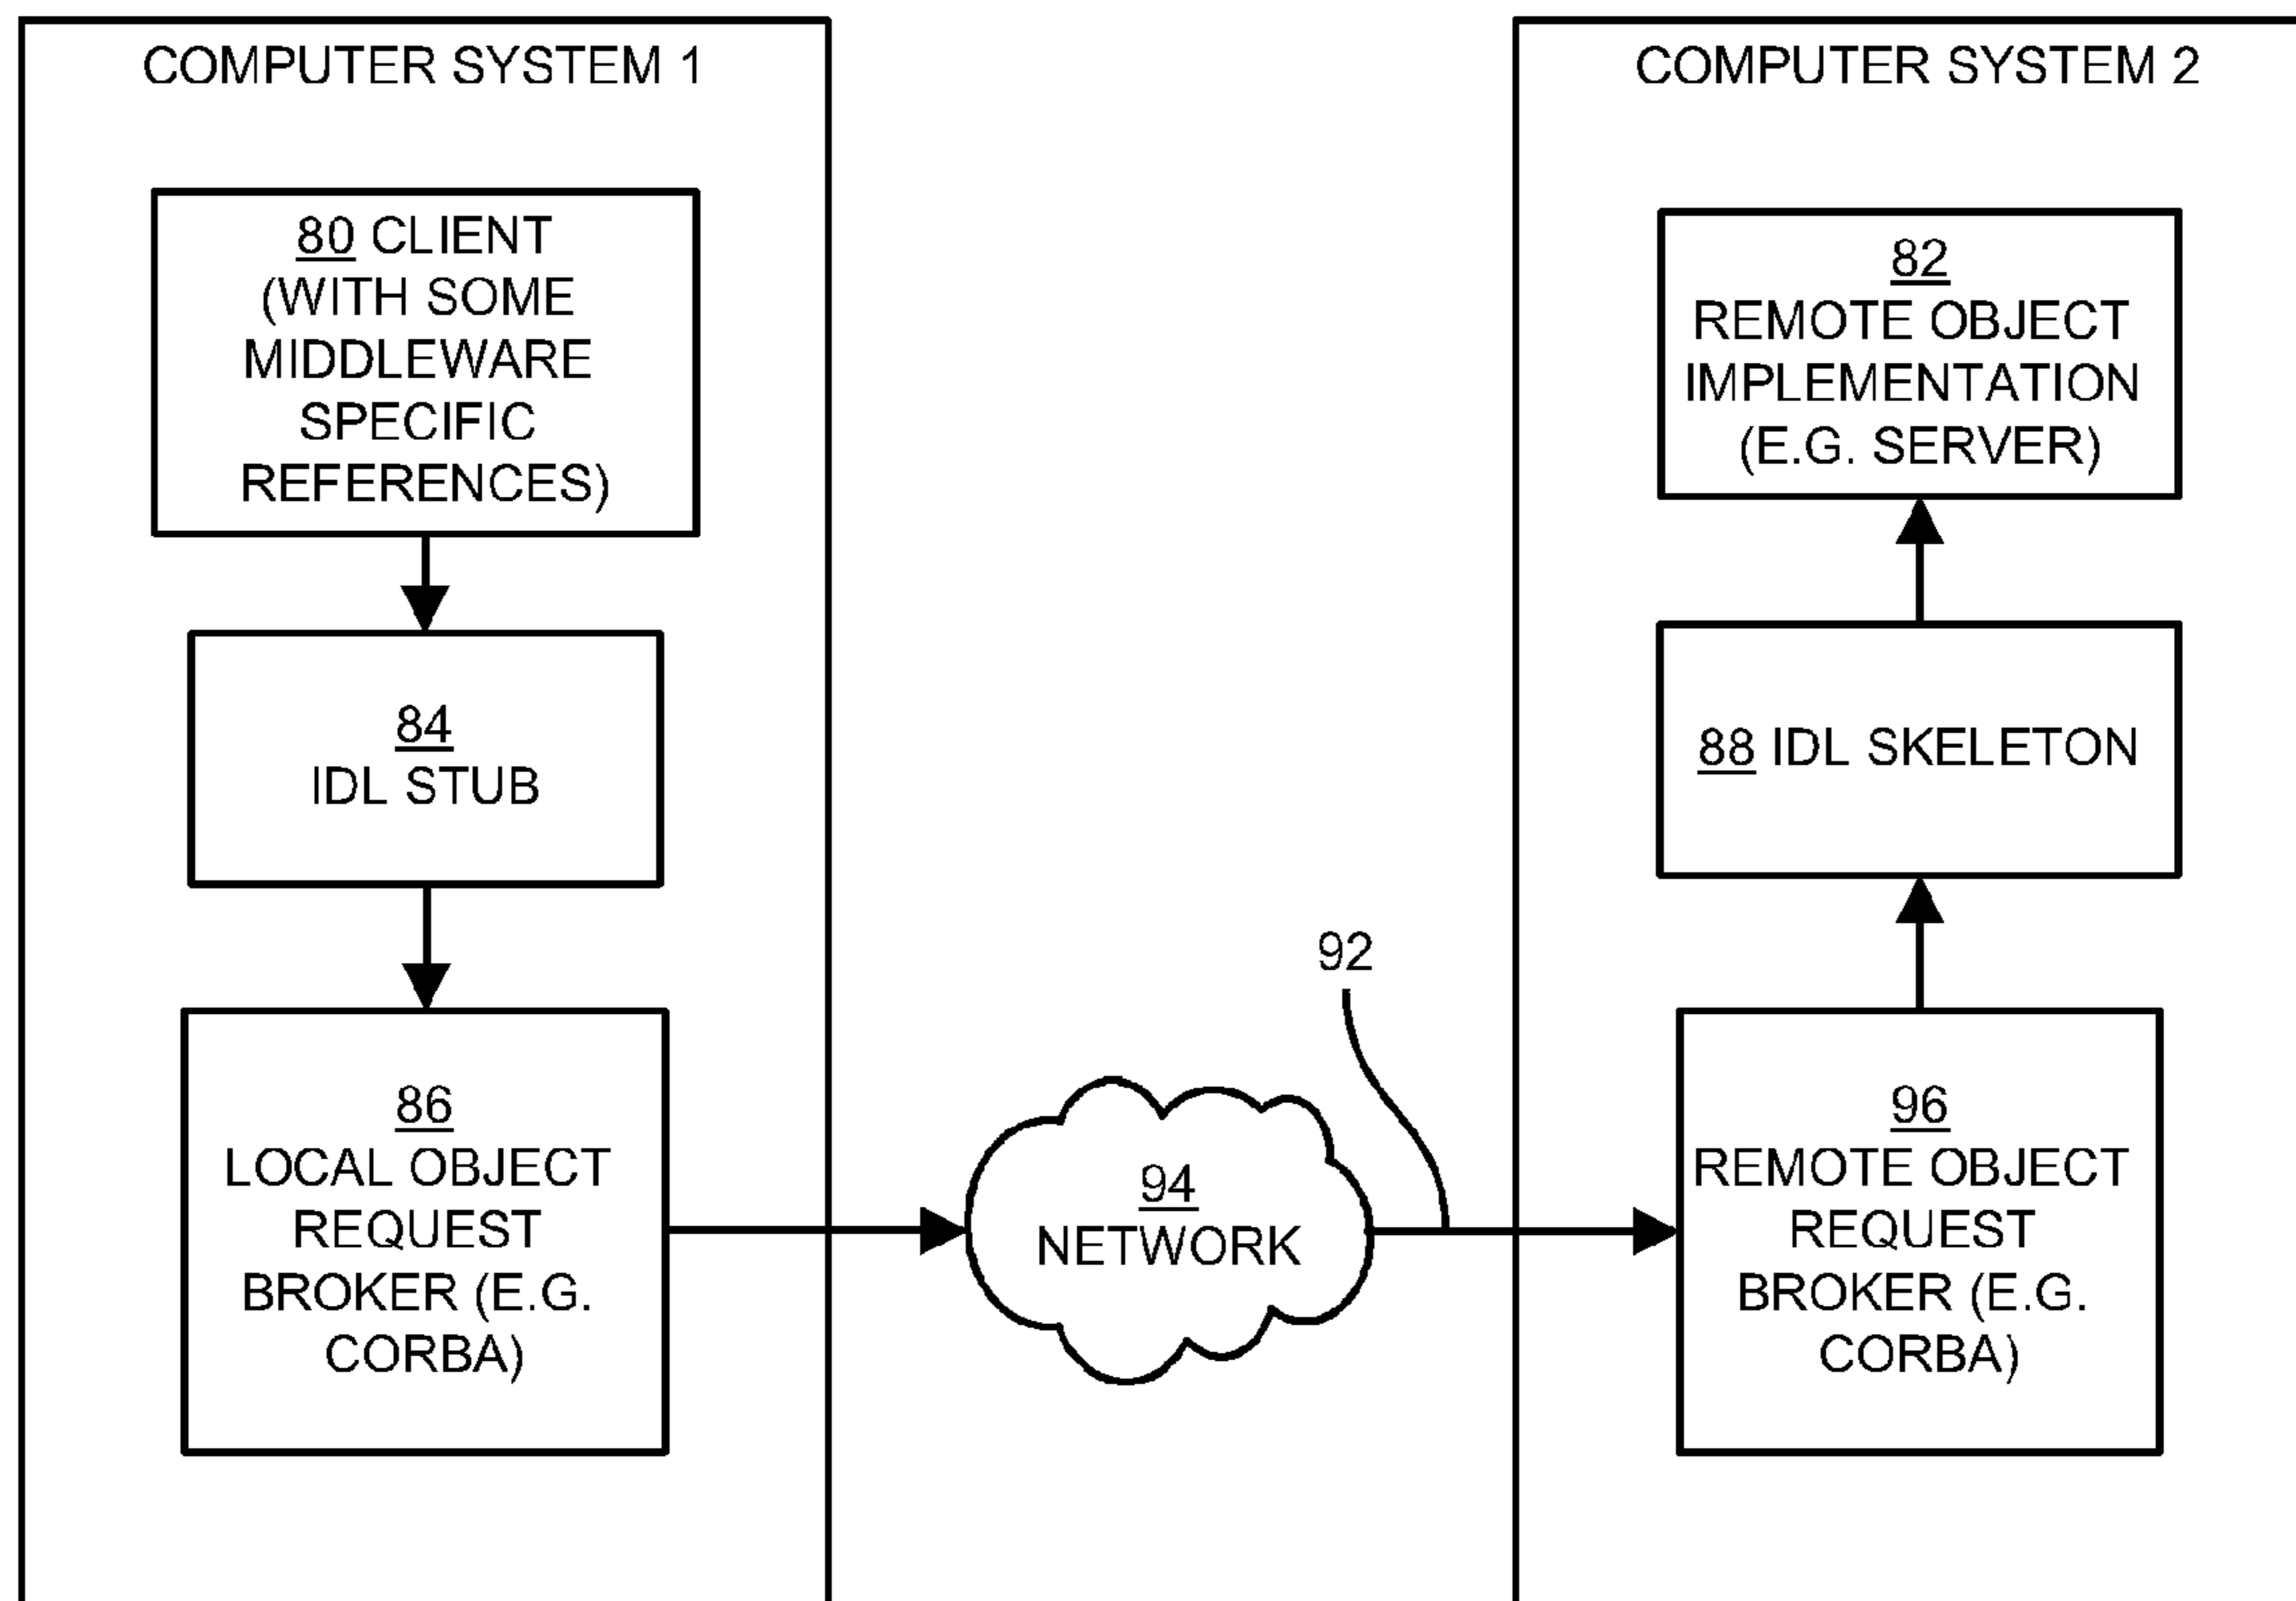 COMPUTER SYSTEM 1
80 CLIENT
(WITH SOME
MIDDLEWARE
SPECIFIC
REFERENCES)
84
IDL STUB
86
LOCAL OBJECT
REQUEST
BROKER (E.G.
CORBA)
94
NETWORK
92
COMPUTER SYSTEM 2
82
REMOTE OBJECT
IMPLEMENTATION
(E.G. SERVER)
88 IDL SKELETON
96
REMOTE OBJECT
REQUEST
BROKER (E.G.
CORBA)